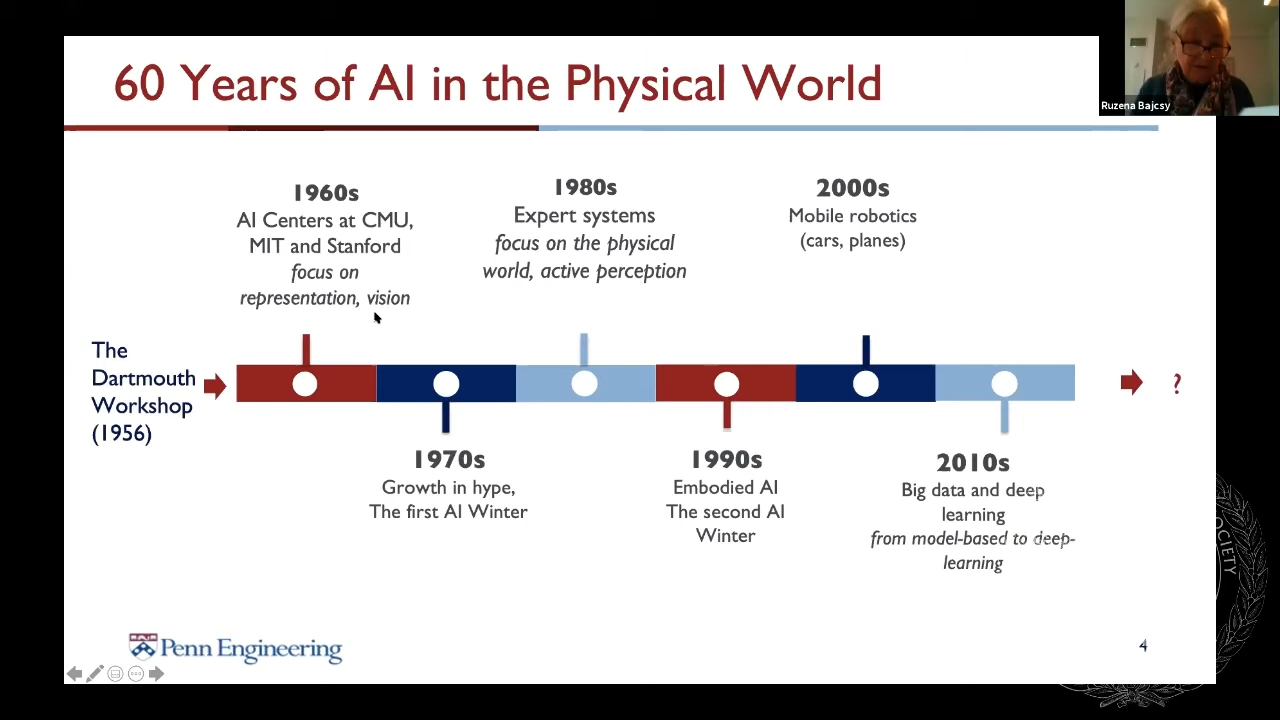 60 Years of AI in the Physical World
Ruzena Bajcsy
1960s
AI Centers at CMU,
MIT and Stanford
focus on
representation, vision
1980s
Expert systems
focus on the physical
world, active perception
2000s
Mobile robotics
(cars, planes)
The
Dartmouth
Workshop
(1956)
?
1970s
Growth in hype,
The first AI Winter
1990s
Embodied AI
The second AI
Winter
2010s
Big data and deep
learning
from model-based to deep-
learning
SOCIETY
Penn Engineering
4